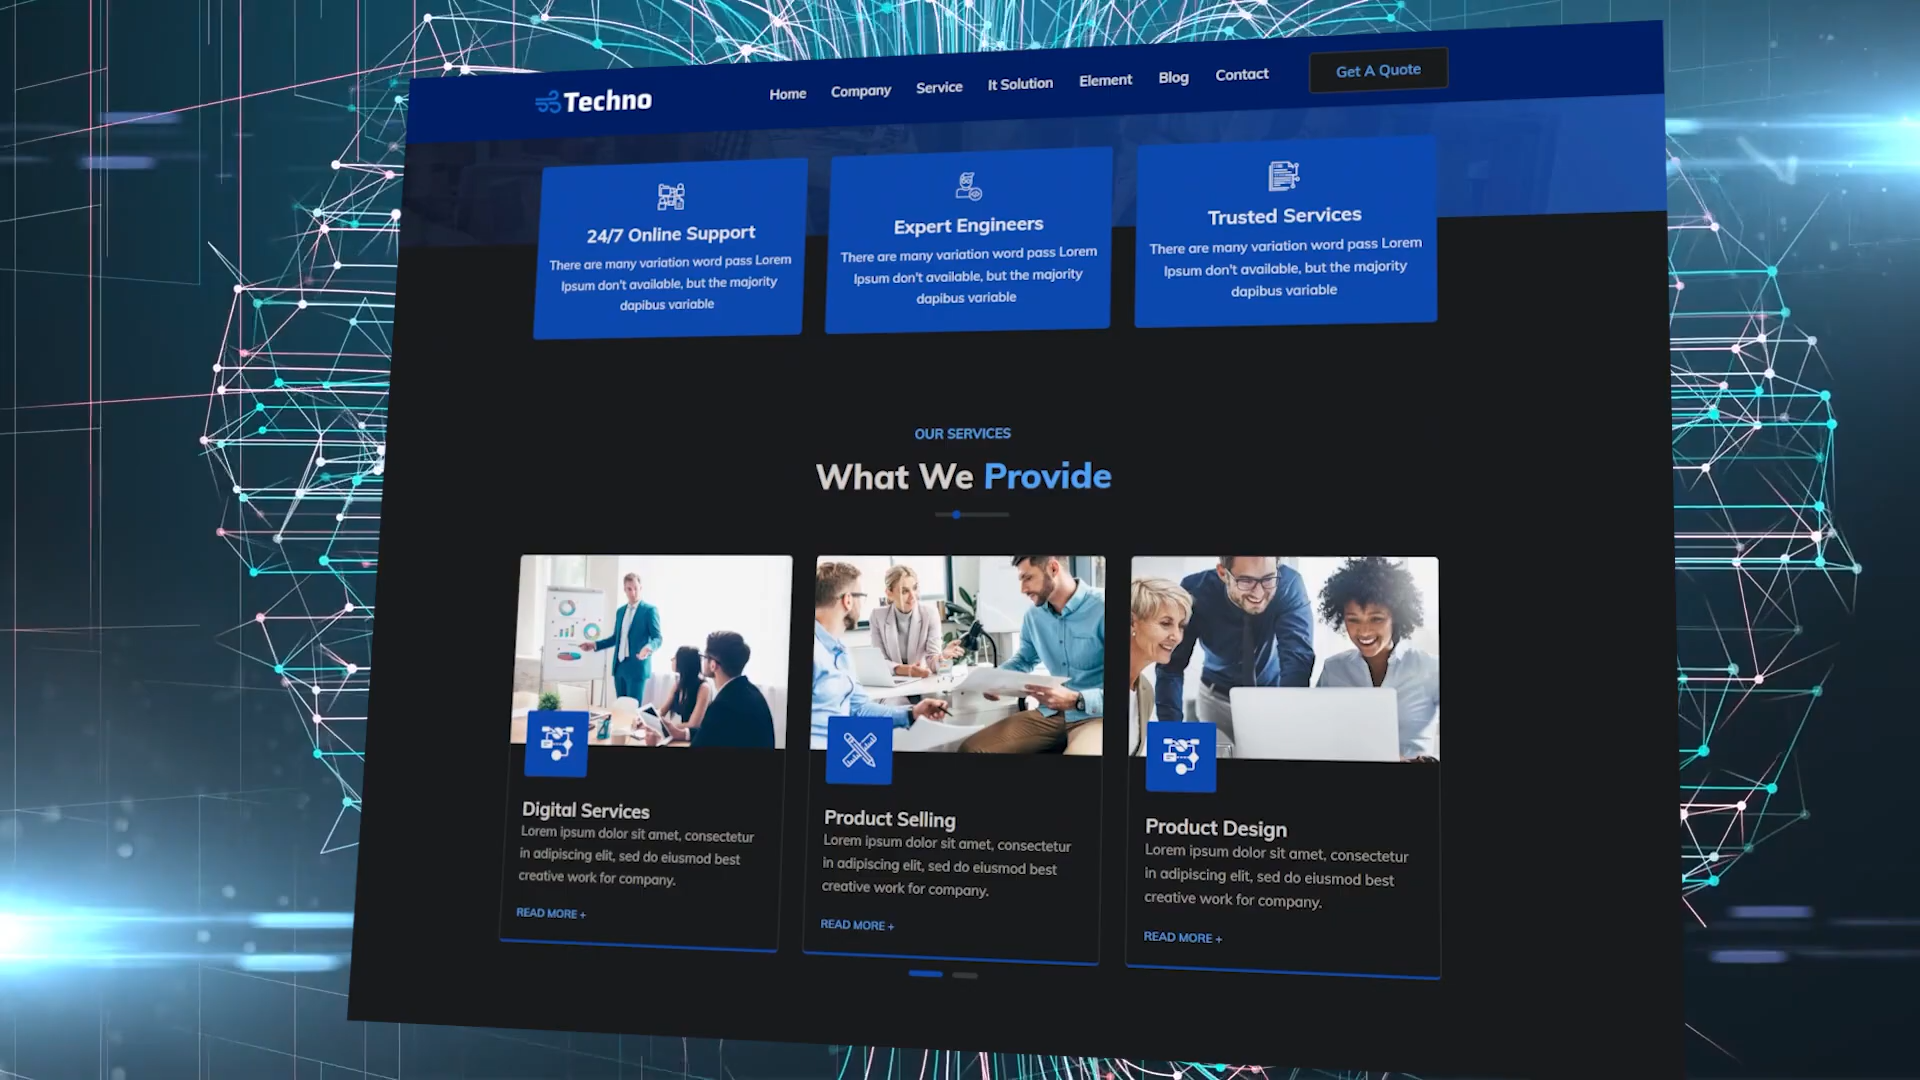 Techno
Home
Company
Service
It Solution
Element
Blog
Contact
Get A Quote
24/7 Online Support
There are many variation word pass Lorem
Ipsum don't available, but the majority
dapibus variable
Expert Engineers
There are many variation word pass Lorem
Ipsum don't available, but the majority
dapibus variable
Trusted Services
There are many variation word pass Lorem
Ipsum don't available, but the majority
dapibus variable
OUR SERVICES
What We Provide
Digital Services
Lorem ipsum dolor sit amet, consectetur
in adipiscing elit, sed do eiusmod best
creative work for company.
READ MORE +
Product Selling
Lorem ipsum dolor sit amet, consectetur
in adipiscing elit, sed do eiusmod best
creative work for company.
READ MORE +
Product Design
Lorem ipsum dolor sit amet, consectetur
in adipiscing elit, sed do eiusmod best
creative work for company.
READ MORE +